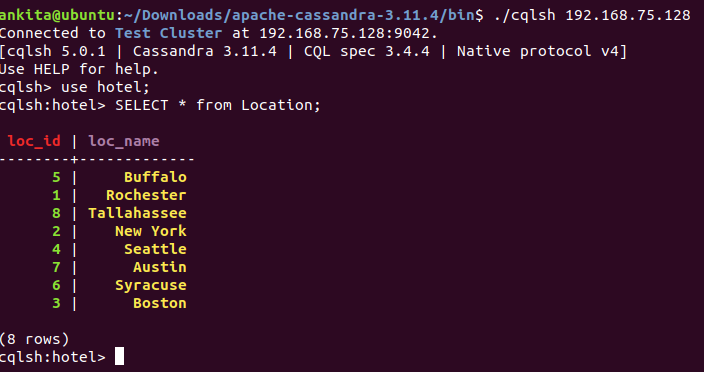 ankita@ubuntu:~/Downloads/apache-cassandra-3.11.4/bin$ ./cqlsh 192.168.75.128
Connected to Test Cluster at 192.168.75.128:9042.
[cqlsh 5.0.1 | Cassandra 3.11.4 | CQL spec 3.4.4 | Native protocol v4]
Use HELP for help.
cqlsh> use hotel;
cqlsh:hotel> SELECT * from Location;
 loc_id | loc_name
--------+-------------
      5 |     Buffalo
      1 |   Rochester
      8 | Tallahassee
      2 |    New York
      4 |     Seattle
      7 |      Austin
      6 |    Syracuse
      3 |      Boston
(8 rows)
cqlsh:hotel>